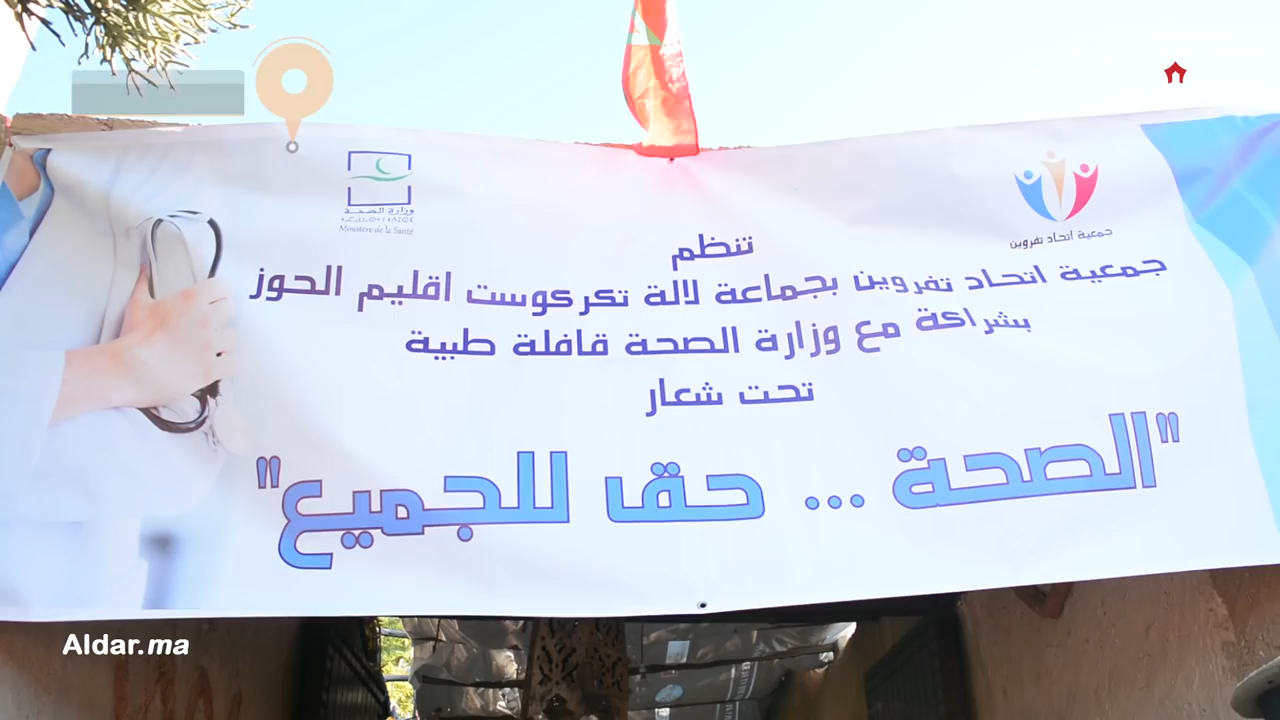 وزارة الصحة
Ministère de la Santé
جمعية اتحاد تفروين
تنظم
جمعية اتحاد تفروين بجماعة لالة تكركوست اقليم الحوز
بشراكة مع وزارة الصحة قافلة طبية
تحت شعار
"الصحة ... حق للجميع"
Aldar.ma